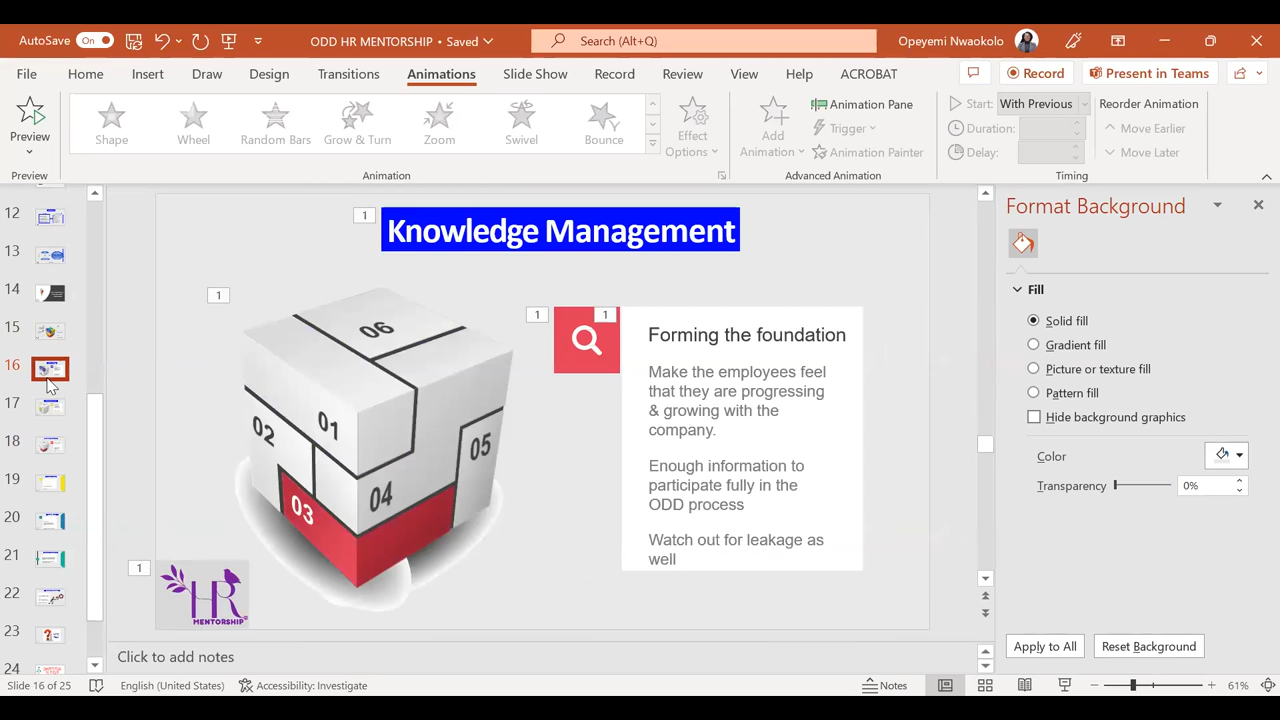 AutoSave On ODD HR MENTORSHIP • Saved Search (Alt+Q) Opeyemi Nwaokolo
File Home Insert Draw Design Transitions Animations Slide Show Record Review View Help ACROBAT Record Present in Teams
Preview
Shape Wheel Random Bars Grow & Turn Zoom Swivel Bounce
Effect Options
Add Animation
Animation Pane
Trigger
Animation Painter
Start: With Previous
Duration:
Delay:
Reorder Animation
Move Earlier
Move Later
Preview Animation Advanced Animation Timing
12
13
14
15
16
17
18
19
20
21
22
23
24
1
Knowledge Management
1
06
01
02
05
04
03
1
1
Forming the foundation
Make the employees feel
that they are progressing
& growing with the
company.
Enough information to
participate fully in the
ODD process
Watch out for leakage as
well
1
HR
MENTORSHIP
Click to add notes
Format Background
Fill
Solid fill
Gradient fill
Picture or texture fill
Pattern fill
Hide background graphics
Color
Transparency 0%
Apply to All Reset Background
Slide 16 of 25 English (United States) Accessibility: Investigate Notes 61%